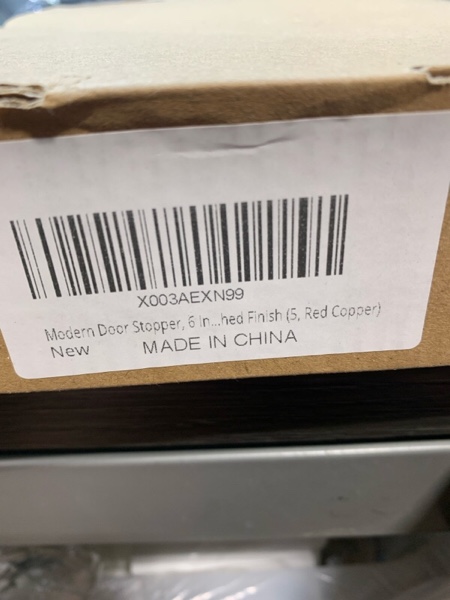 X003AEXN99
Modern Door Stopper, 6 In...hed Finish (5, Red Copper)
New MADE IN CHINA